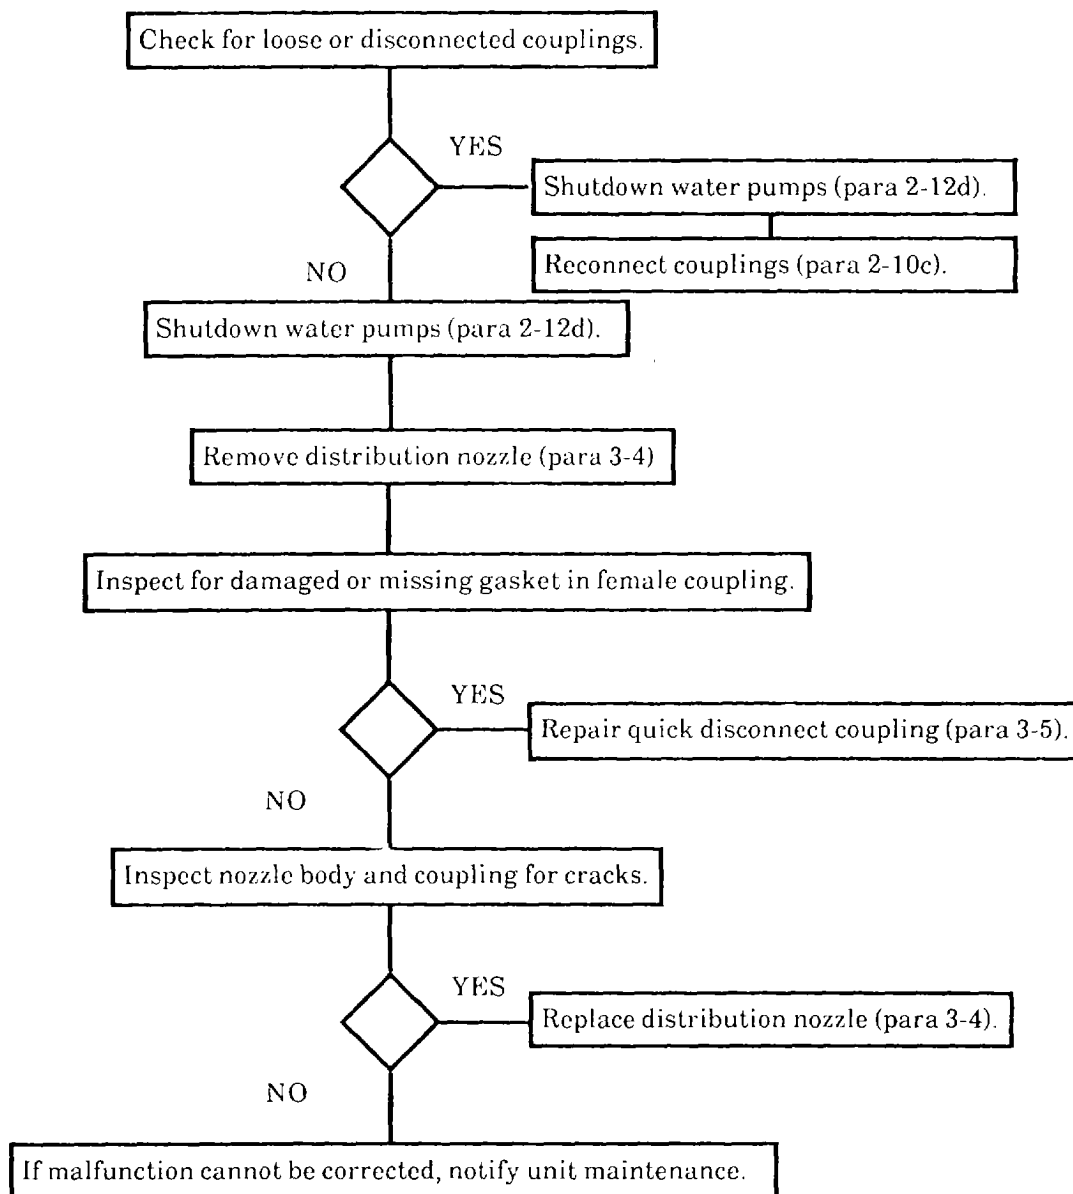 Check for loose or disconnected couplings.
YES
Shutdown water pumps (para 2-12d).
Reconnect couplings (para 2-10c).
NO
Shutdown water pumps (para 2-12d).
Remove distribution nozzle (para 3-4)
Inspect for damaged or missing gasket in female coupling.
YES
Repair quick disconnect coupling (para 3-5).
NO
Inspect nozzle body and coupling for cracks.
YES
Replace distribution nozzle (para 3-4).
NO
If malfunction cannot be corrected, notify unit maintenance.